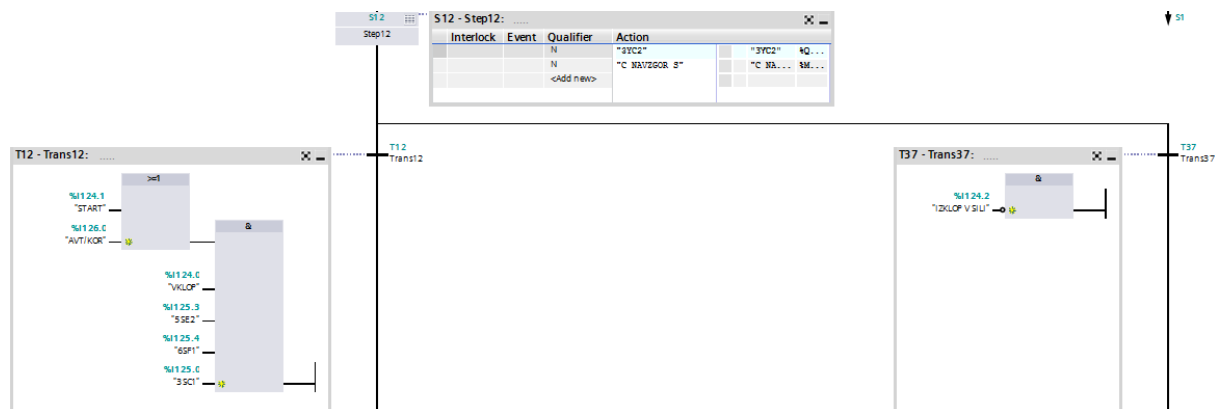 S12
Step12
S12 - Step12: .....
Interlock Event Qualifier Action
N "3YC2" "3YC2" %Q...
N "C NAVZGOR S" "C NA... %M...
<Add new>
S1
T12 - Trans12: .....
T12
Trans12
>=1
%I124.1
"START"
%I126.0
"AVT/KOR"
&
%I124.0
"VKLOP"
%I125.3
"5SE2"
%I125.4
"6SP1"
%I125.0
"3SC1"
T37 - Trans37: .....
T37
Trans37
&
%I124.2
"IZKLOP V SILI"